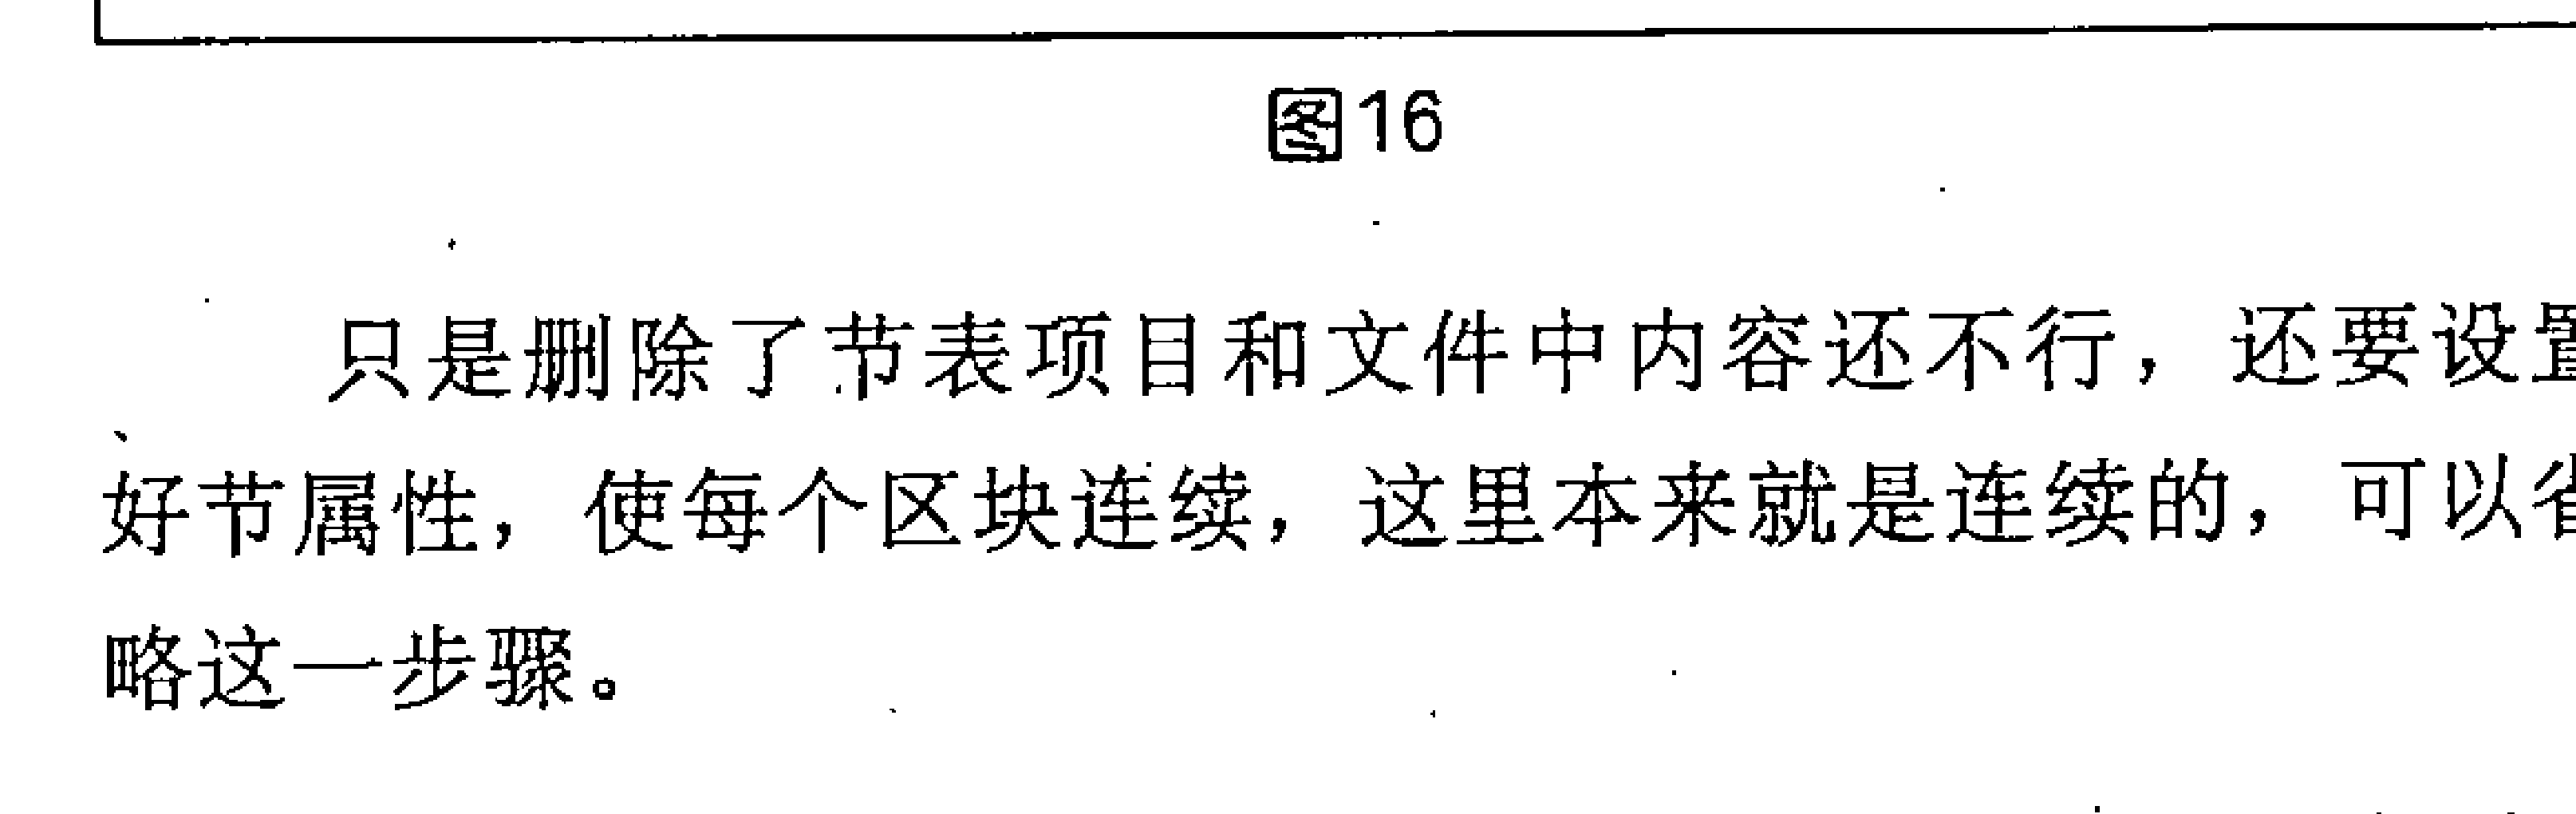 图16
只是删除了节表项目和文件中内容还不行，还要设置
好节属性，使每个区块连续，这里本来就是连续的，可以省
略这一步骤。